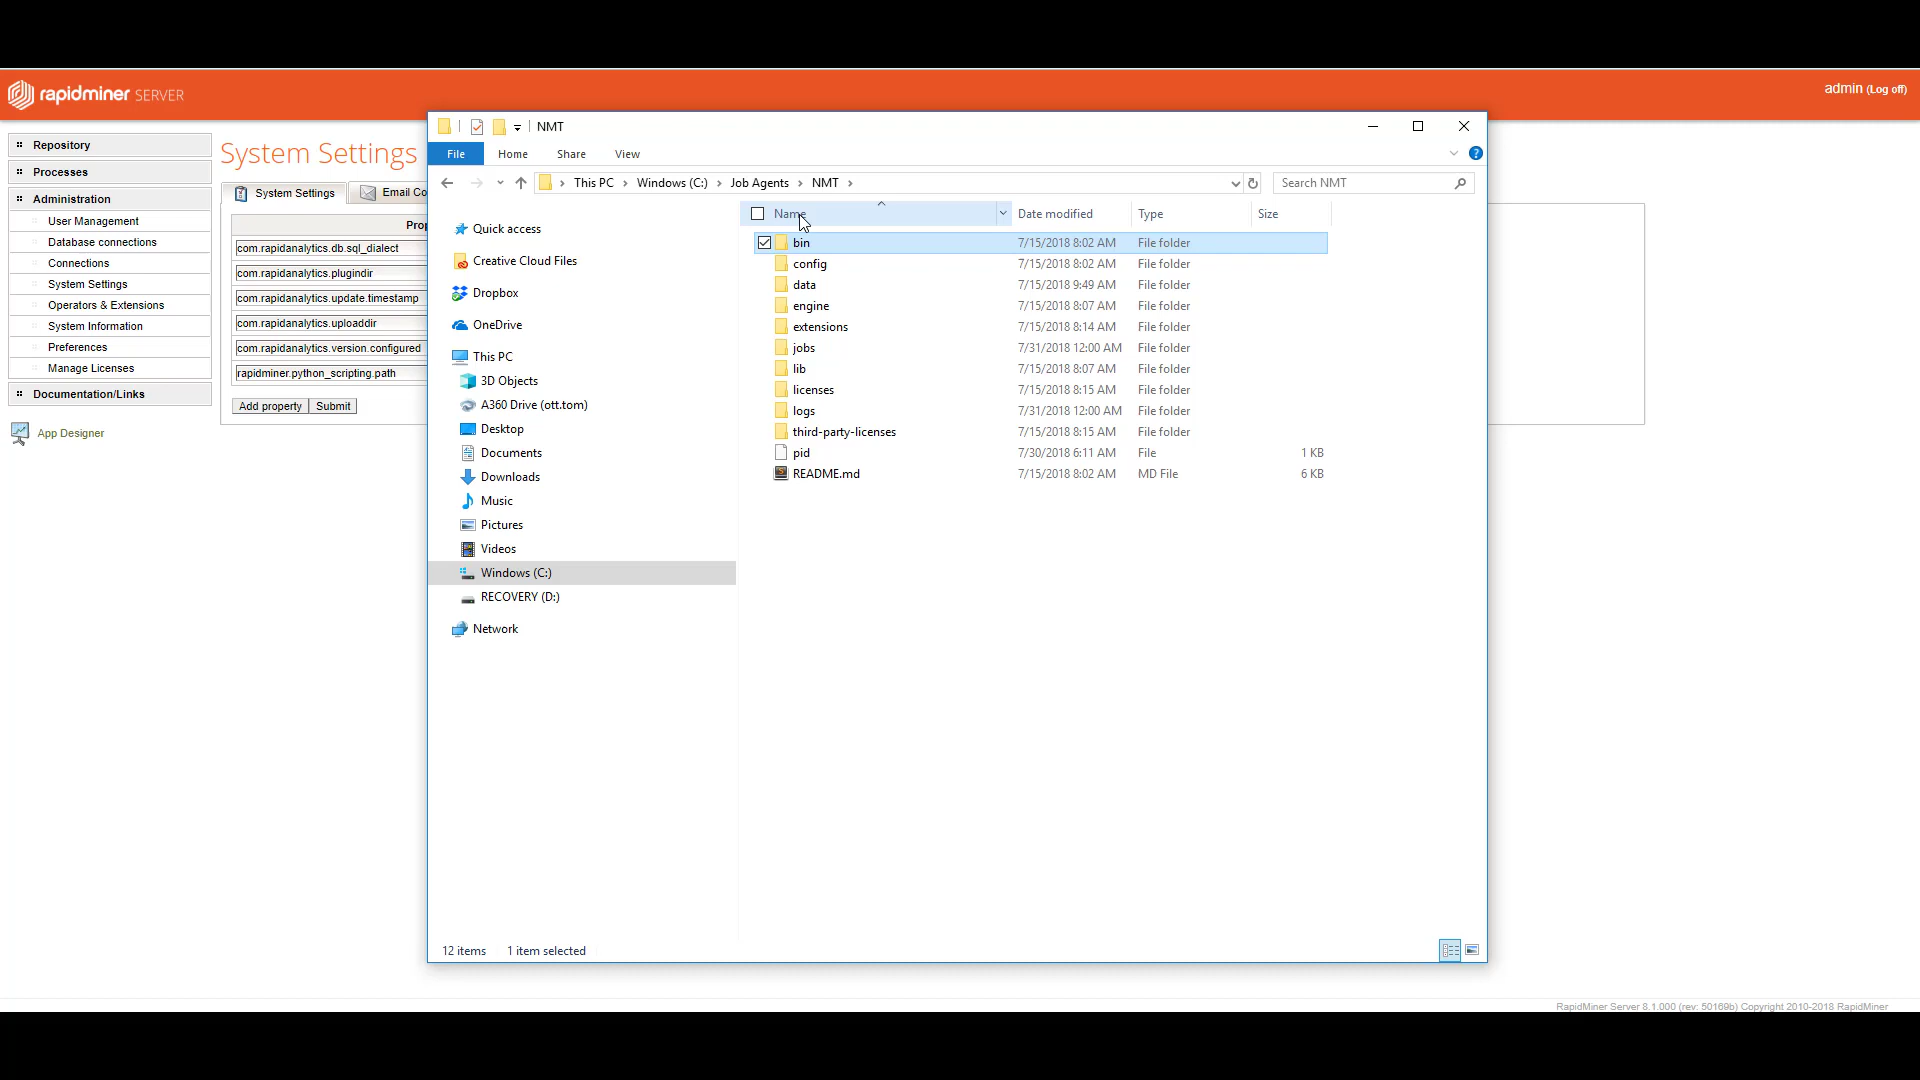 rapidminer SERVER
admin (Log off)
Repository
Processes
Administration
User Management
Database connections
Connections
System Settings
Operators & Extensions
System Information
Preferences
Manage Licenses
Documentation/Links
App Designer
System Settings
System Settings
Email Co
Prop
com.rapidanalytics.db.sql_dialect
com.rapidanalytics.plugindir
com.rapidanalytics.update.timestamp
com.rapidanalytics.uploaddir
com.rapidanalytics.version.configured
rapidminer.python_scripting.path
Add property Submit
NMT
File Home Share View
This PC Windows (C:) Job Agents NMT
Search NMT
Quick access
Creative Cloud Files
Dropbox
OneDrive
This PC
3D Objects
A360 Drive (ott.tom)
Desktop
Documents
Downloads
Music
Pictures
Videos
Windows (C:)
RECOVERY (D:)
Network
Name Date modified Type Size
bin 7/15/2018 8:02 AM File folder
config 7/15/2018 8:02 AM File folder
data 7/15/2018 9:49 AM File folder
engine 7/15/2018 8:07 AM File folder
extensions 7/15/2018 8:14 AM File folder
jobs 7/31/2018 12:00 AM File folder
lib 7/15/2018 8:07 AM File folder
licenses 7/15/2018 8:15 AM File folder
logs 7/31/2018 12:00 AM File folder
third-party-licenses 7/15/2018 8:15 AM File folder
pid 7/30/2018 6:11 AM File 1 KB
README.md 7/15/2018 8:02 AM MD File 6 KB
12 items 1 item selected
RapidMiner Server 8.1.000 (rev: 50169b) Copyright 2010-2018 RapidMiner